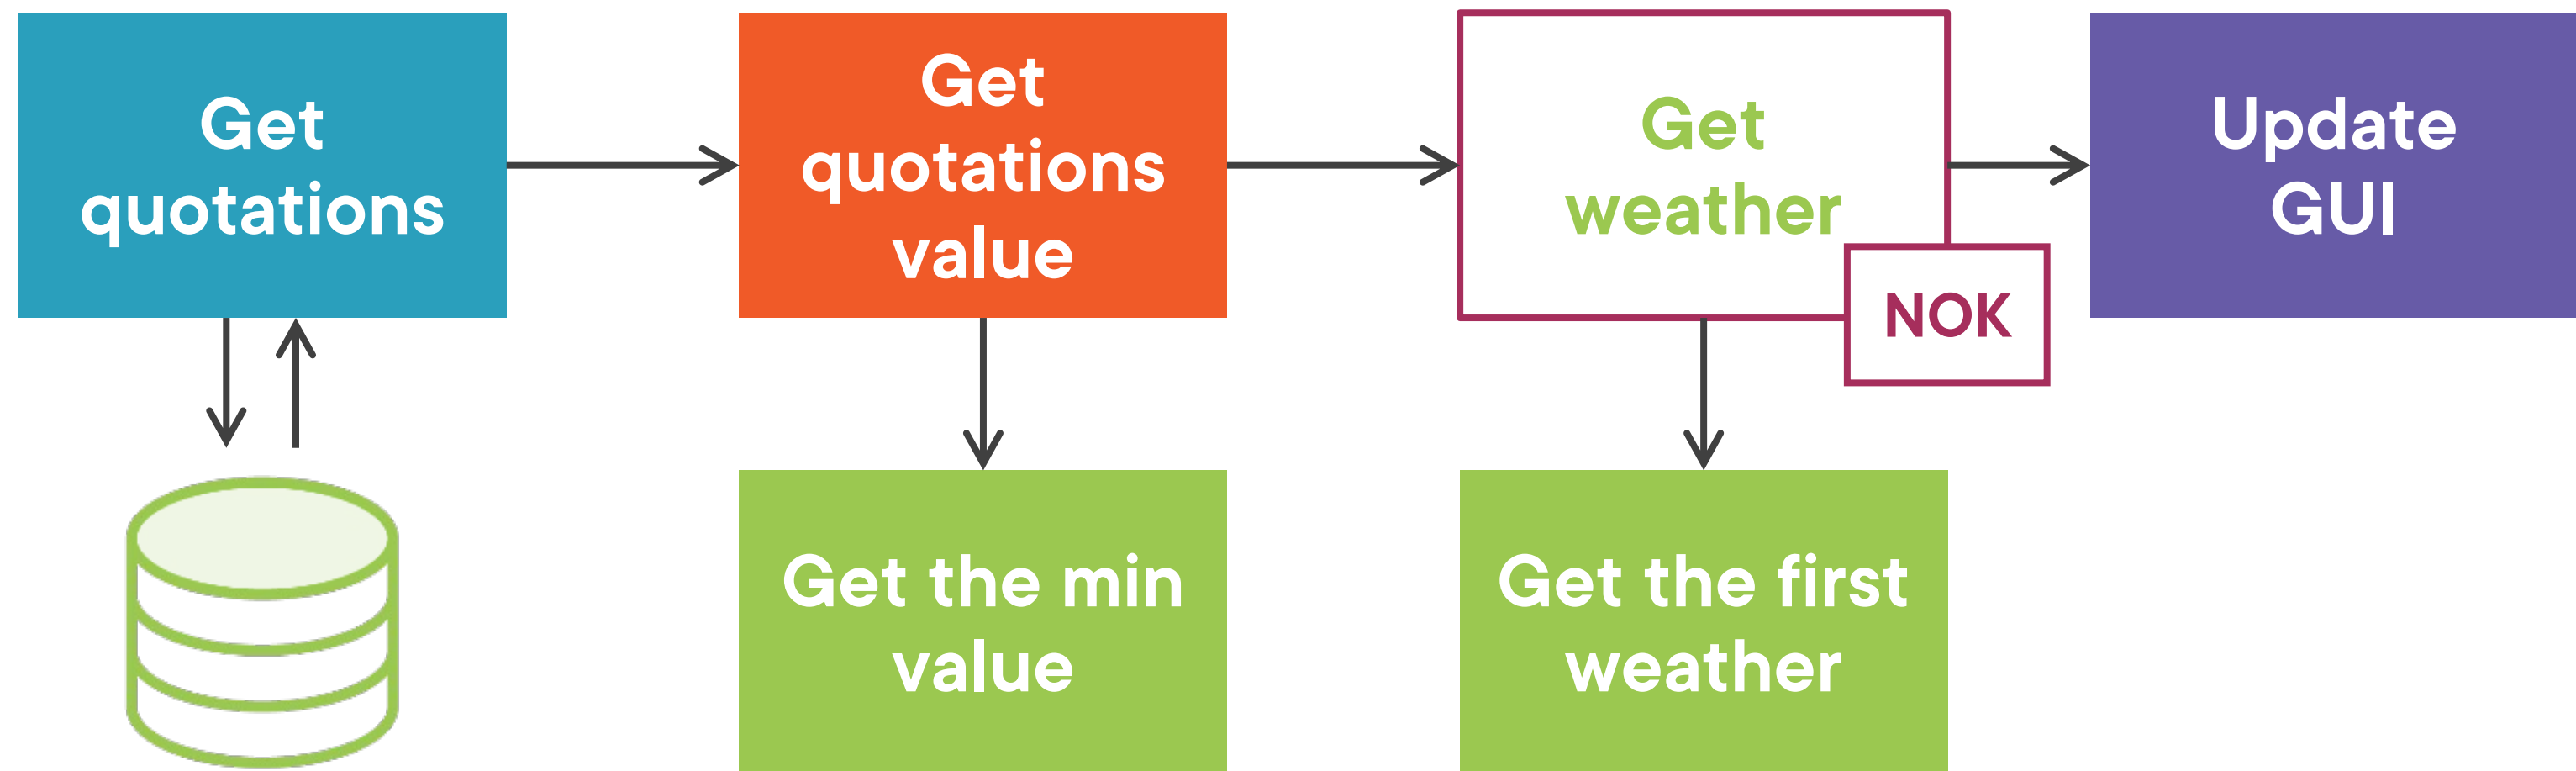 Get
quotations
Get
quotations
value
Get
weather
NOK
Update
GUI
Get the min
value
Get the first
weather